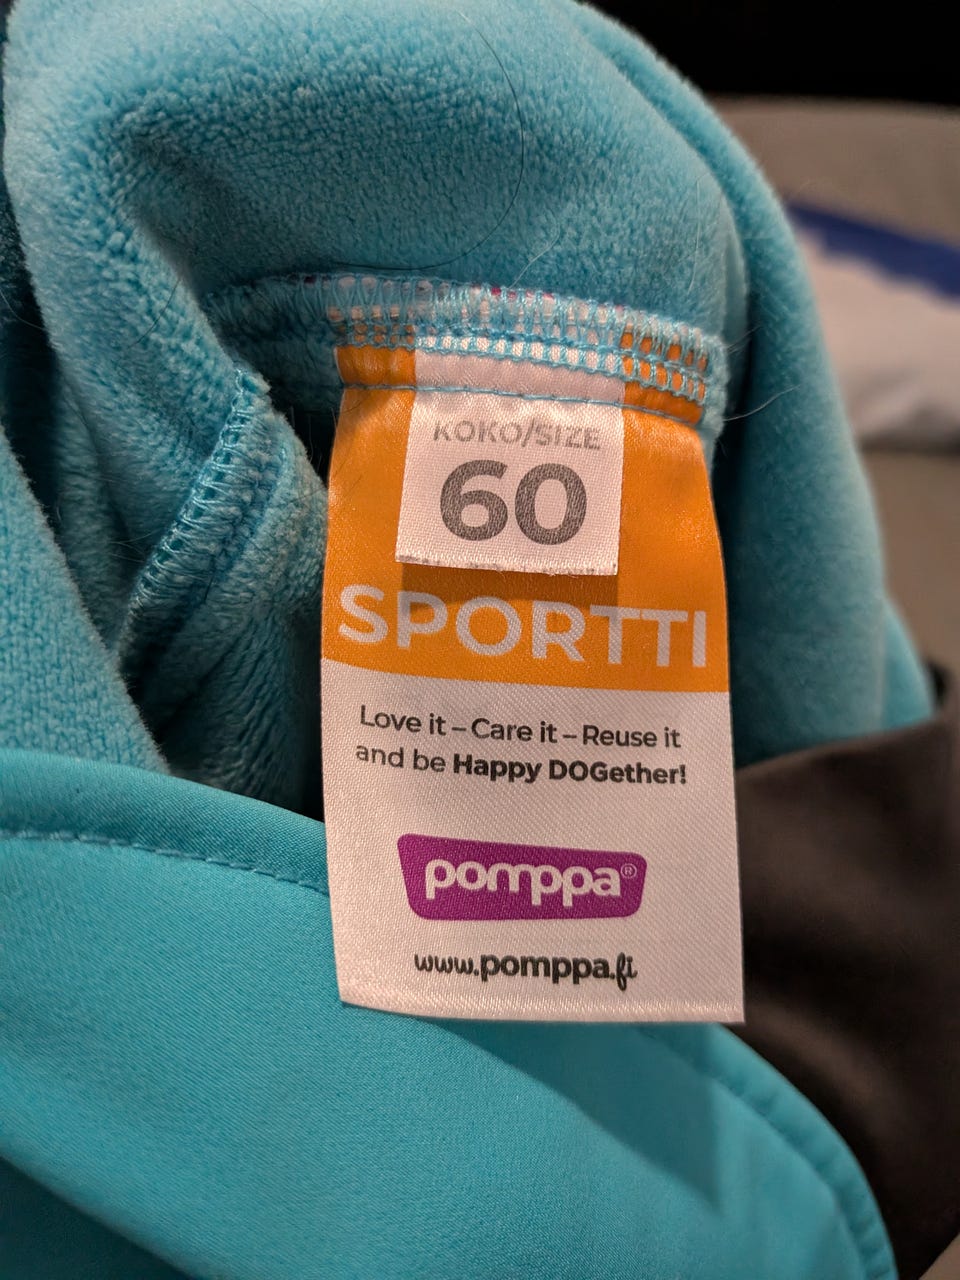 KOKO/SIZE
60
SPORTTI
Love it – Care it – Reuse it
and be Happy DOGether!
pomppa®
www.pomppa.fi